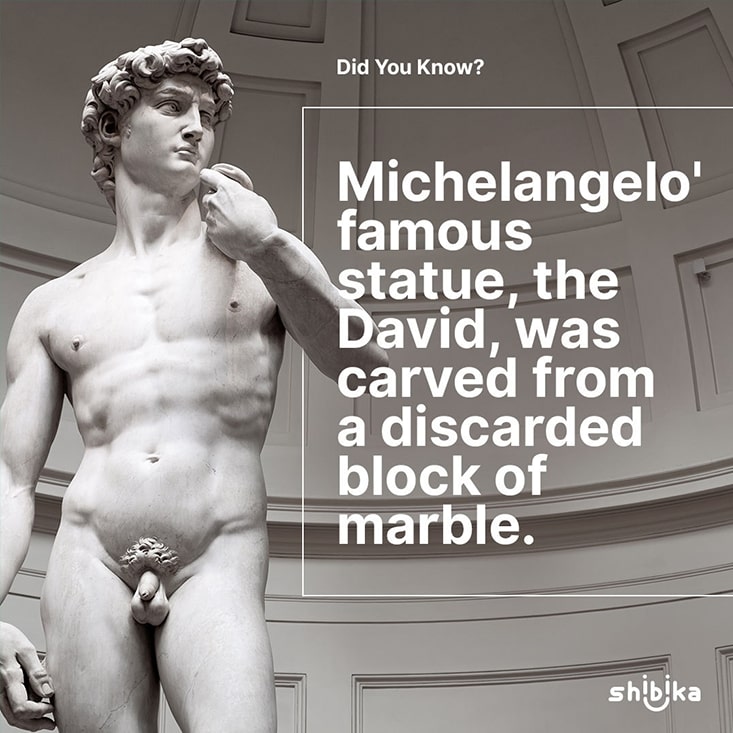 Did You Know?
Michelangelo'
famous
statue, the
David, was
carved from
a discarded
block of
marble.
shibika